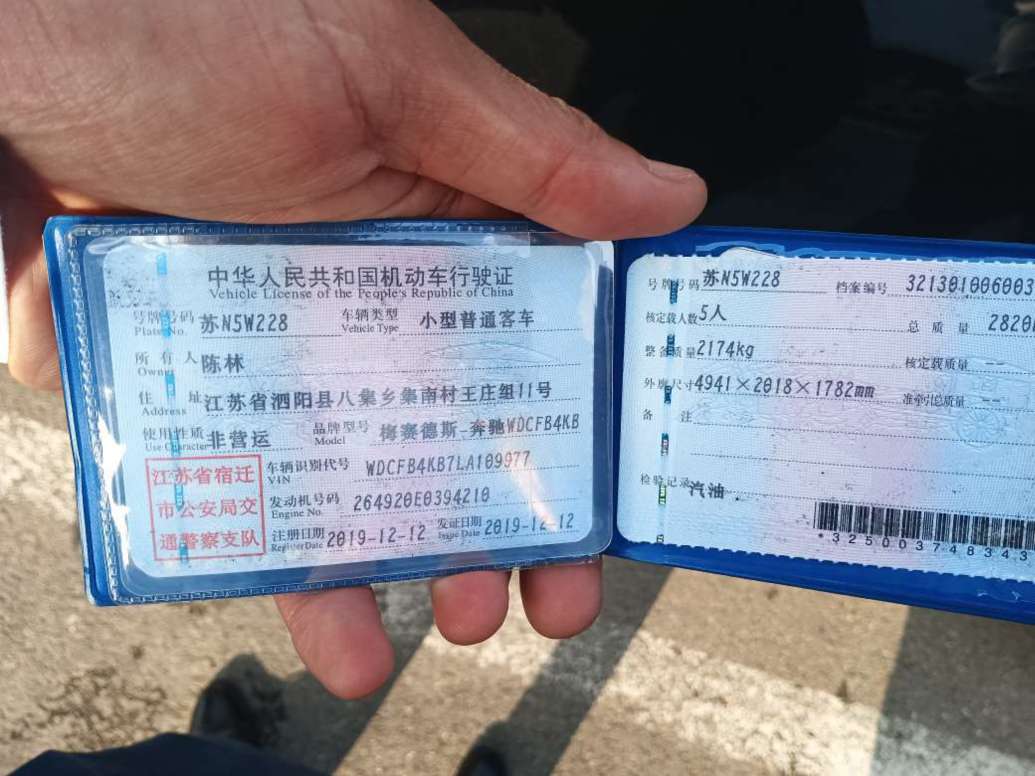 中华人民共和国机动车行驶证
Vehicle License of the People's Republic of China
号牌号码 苏N5W228 车辆类型 小型普通客车
Plate No. Vehicle Type
所有人 陈林
Owner
住址 江苏省泗阳县八集乡集南村王庄组11号
Address
使用性质 非营运 品牌型号 梅赛德斯-奔驰WDCFB4KB
Use Character Model
江苏省宿迁
市公安局交
通警察支队
车辆识别代号 WDCFB4KB7LA109977
VIN
发动机号码 264920E0394210
Engine No.
注册日期 2019-12-12 发证日期 2019-12-12
Register Date Issue Date
号牌号码 苏N5W228 档案编号 321301006003
核定载人数 5人 总质量 2820
整备质量 2174kg 核定载质量 --
外廓尺寸 4941×2018×1782mm 准牵引总质量 --
备注
检验记录 汽油
*325003748343